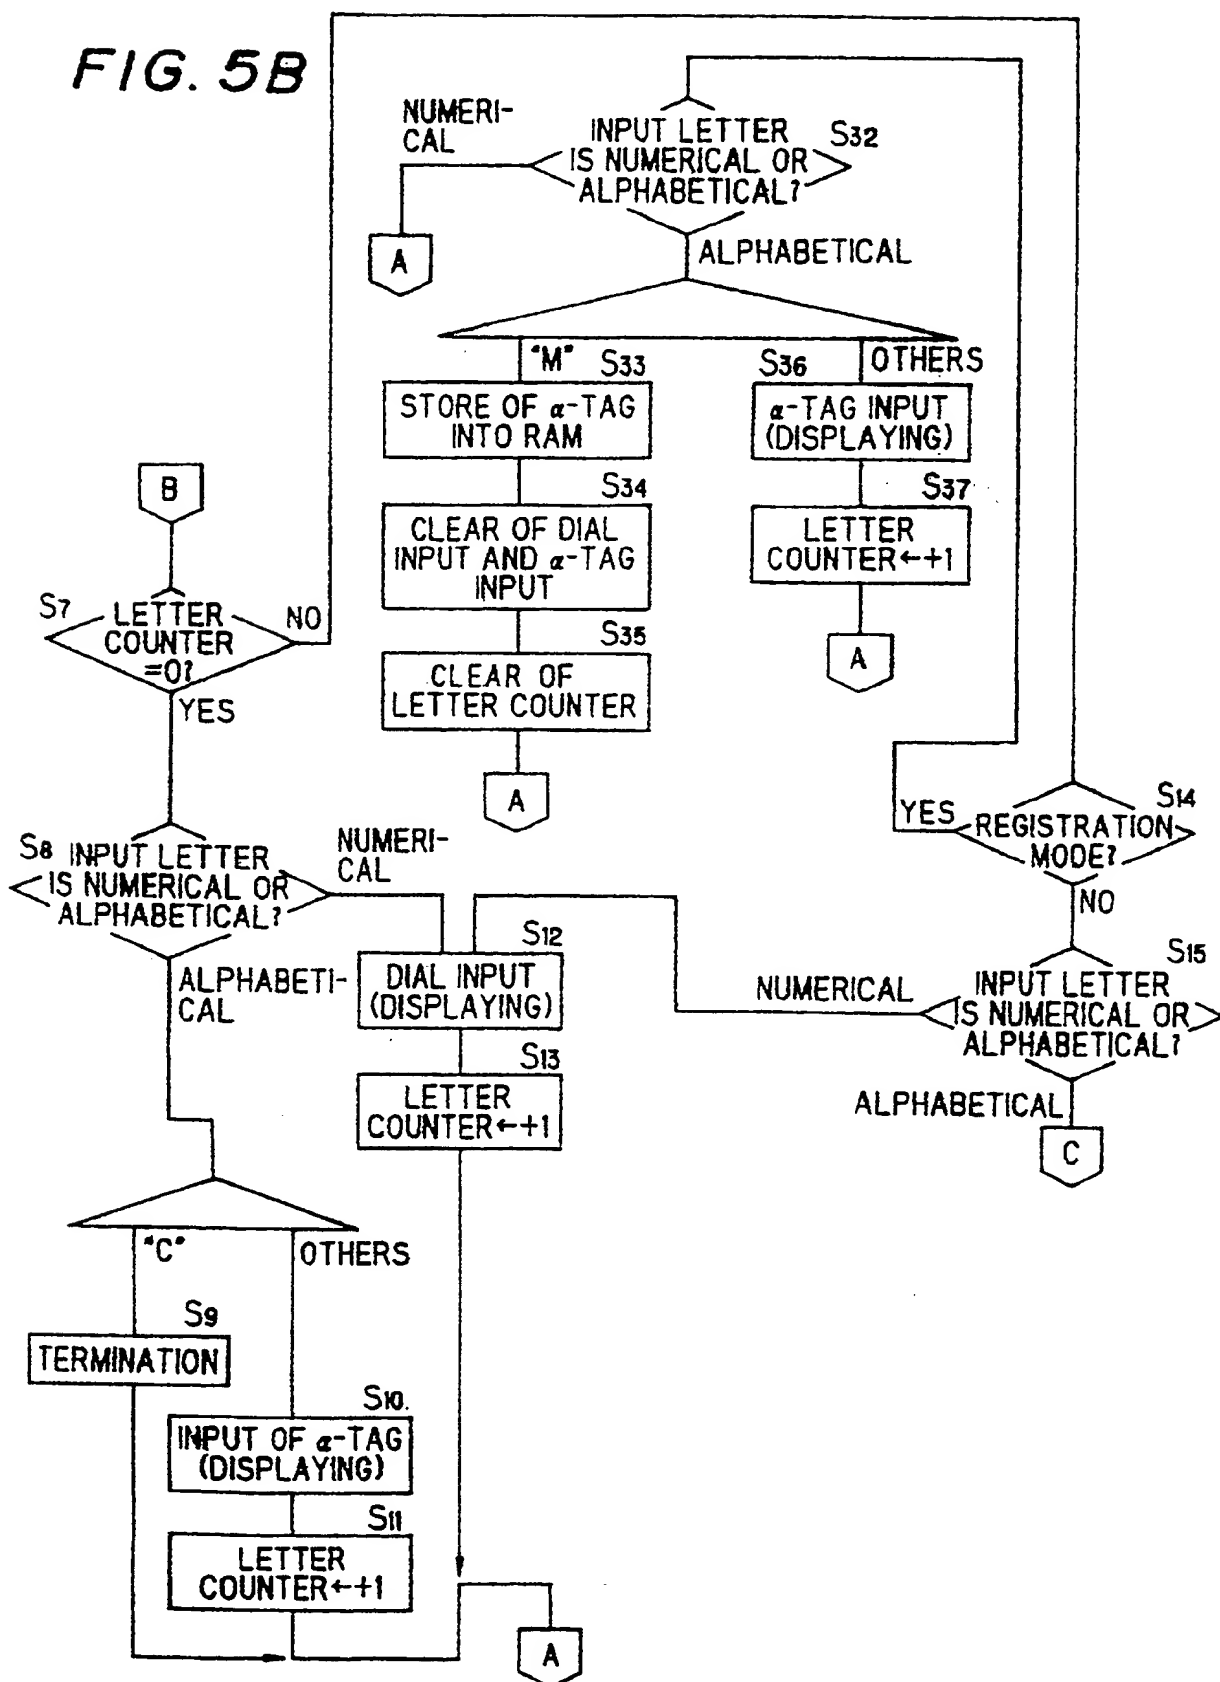 FIG. 5B
NUMERI-
CAL
INPUT LETTER
IS NUMERICAL OR
ALPHABETICAL?
S32
A
ALPHABETICAL
"M"
S33
STORE OF α-TAG
INTO RAM
S34
CLEAR OF DIAL
INPUT AND α-TAG
INPUT
S35
CLEAR OF
LETTER COUNTER
A
S36
OTHERS
α-TAG INPUT
(DISPLAYING)
S37
LETTER
COUNTER←+1
A
B
S7
LETTER
COUNTER
=0?
NO
YES
S8
INPUT LETTER
IS NUMERICAL OR
ALPHABETICAL?
NUMERI-
CAL
ALPHABETI-
CAL
S12
DIAL INPUT
(DISPLAYING)
S13
LETTER
COUNTER←+1
YES
S14
REGISTRATION
MODE?
NO
S15
INPUT LETTER
IS NUMERICAL OR
ALPHABETICAL?
NUMERICAL
ALPHABETICAL
C
"C"
OTHERS
S9
TERMINATION
S10
INPUT OF α-TAG
(DISPLAYING)
S11
LETTER
COUNTER←+1
A